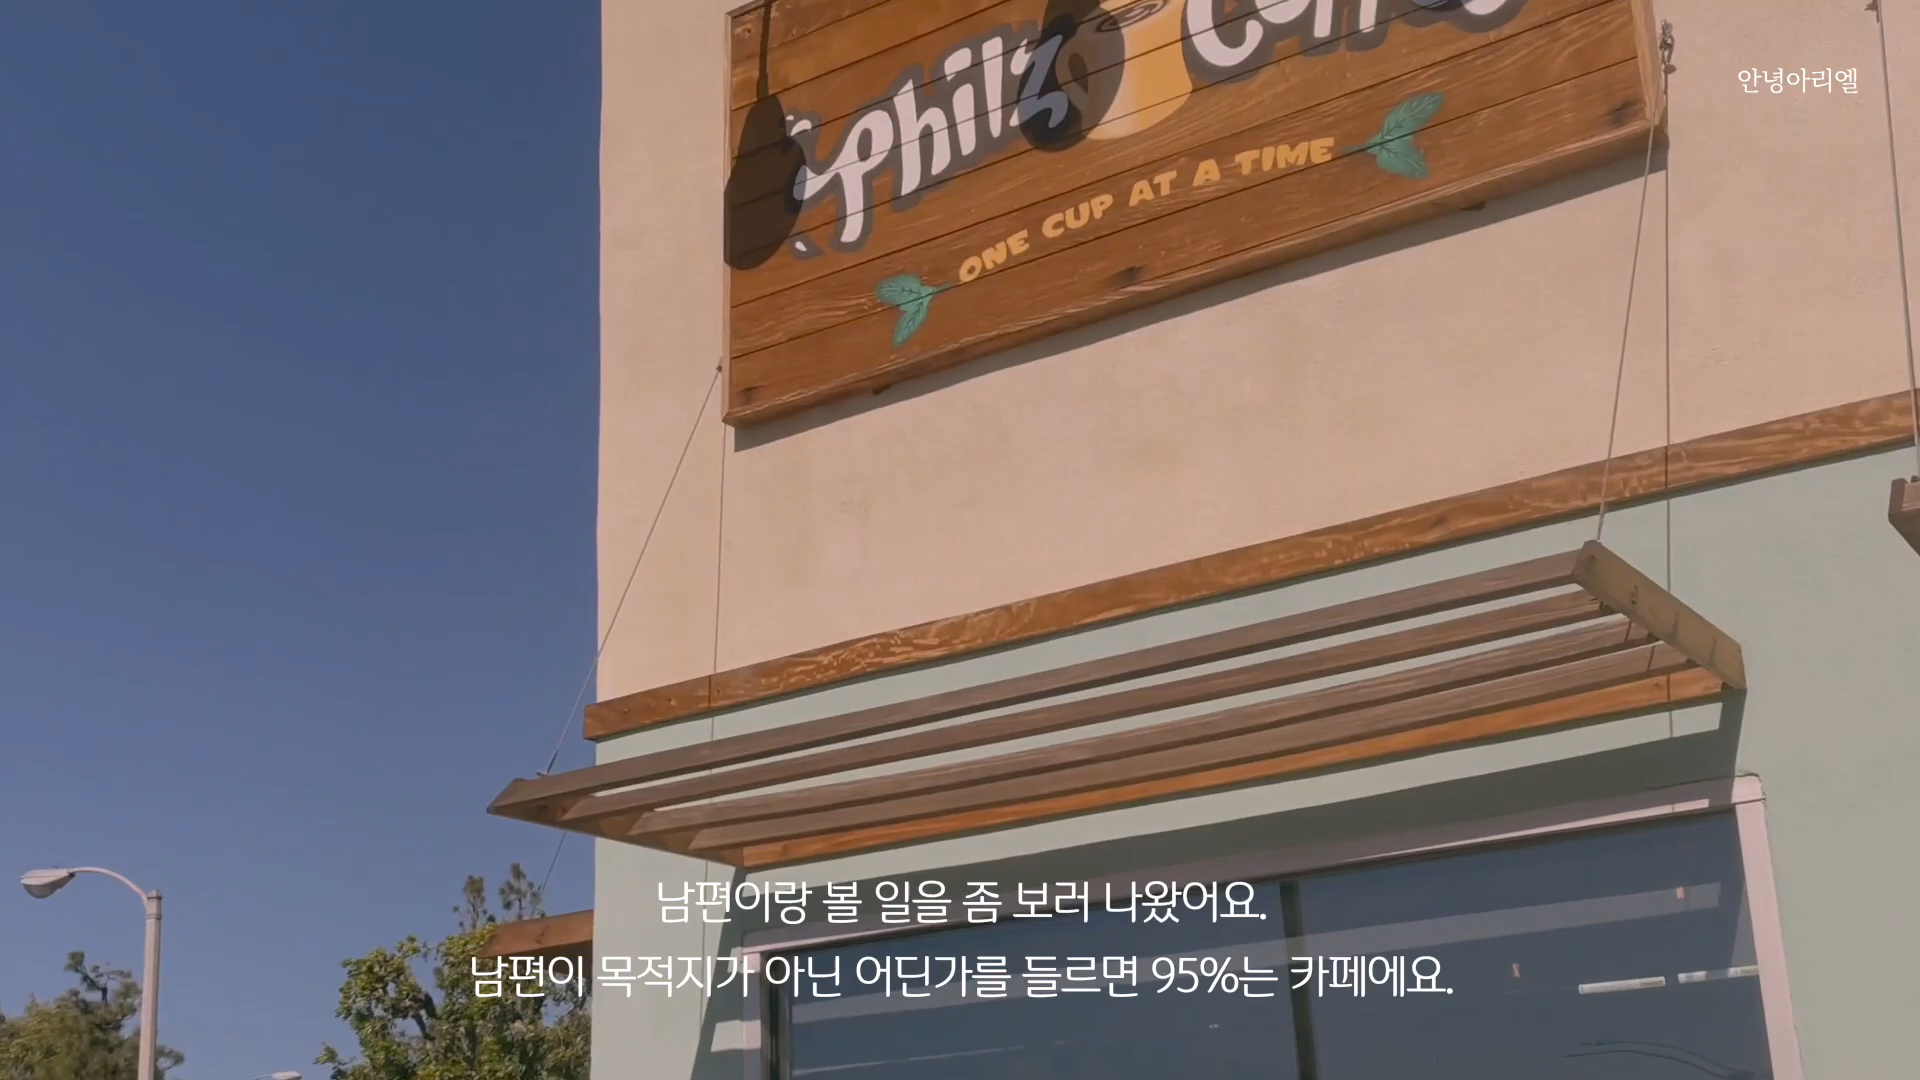 Philz
안녕아리엘
ONE CUP AT A TIME
남편이랑 볼 일을 좀 보러 나왔어요.
남편이 목적지가 아닌 어딘가를 들르면 95%는 카페에요.